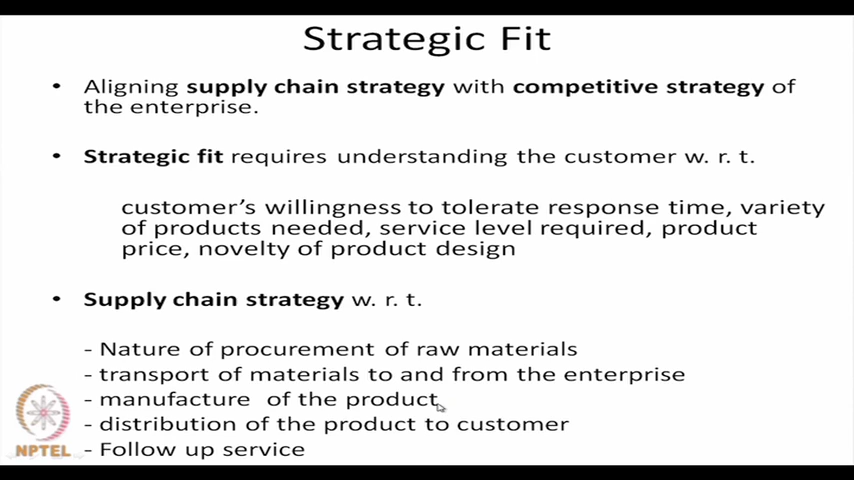 Strategic Fit
• Aligning supply chain strategy with competitive strategy of
the enterprise.
• Strategic fit requires understanding the customer w. r. t.
customer's willingness to tolerate response time, variety
of products needed, service level required, product
price, novelty of product design
• Supply chain strategy w. r. t.
- Nature of procurement of raw materials
- transport of materials to and from the enterprise
- manufacture of the product
- distribution of the product to customer
- Follow up service
NPTEL